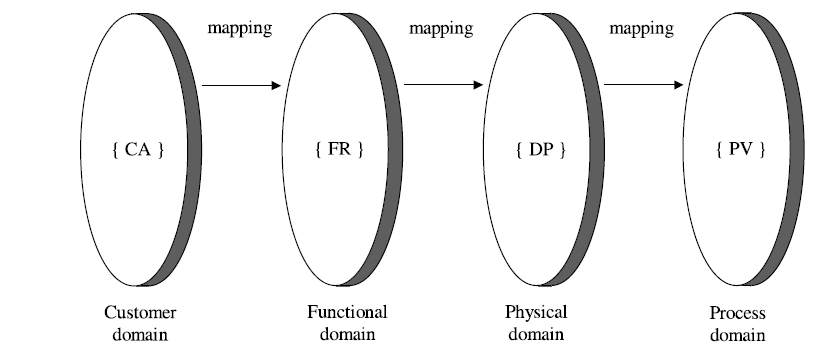 mapping
mapping
mapping
{ CA }
{ FR }
{ DP }
{ PV }
Customer
domain
Functional
domain
Physical
domain
Process
domain